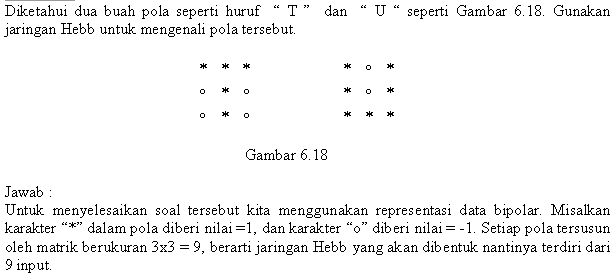 Diketahui dua buah pola seperti huruf “ T ” dan “ U “ seperti Gambar 6.18. Gunakan
jaringan Hebb untuk mengenali pola tersebut.
* * * * o *
o * o * o *
o * o * * *
Gambar 6.18
Jawab :
Untuk menyelesaikan soal tersebut kita menggunakan representasi data bipolar. Misalkan
karakter “*” dalam pola diberi nilai =1, dan karakter “o” diberi nilai = -1. Setiap pola tersusun
oleh matrik berukuran 3x3 = 9, berarti jaringan Hebb yang akan dibentuk nantinya terdiri dari
9 input.